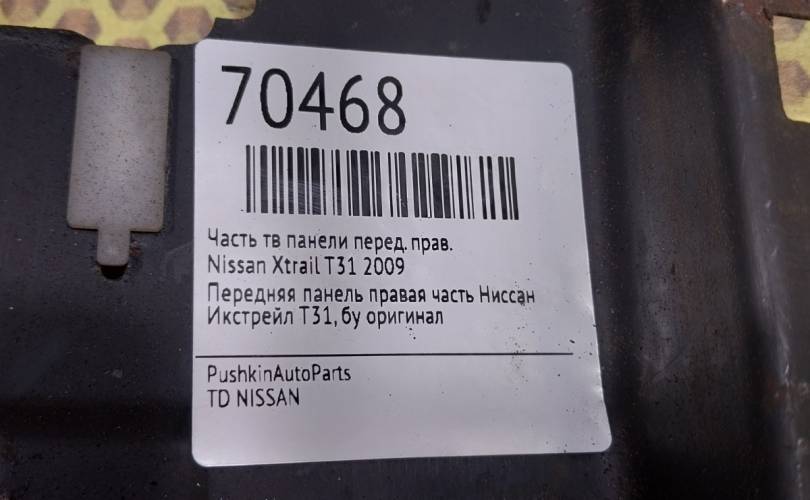 70468
Часть тв панели перед. прав.
Nissan Xtrail T31 2009
Передняя панель правая часть Ниссан
Икстрейл Т31, бу оригинал
PushkinAutoParts
TD NISSAN